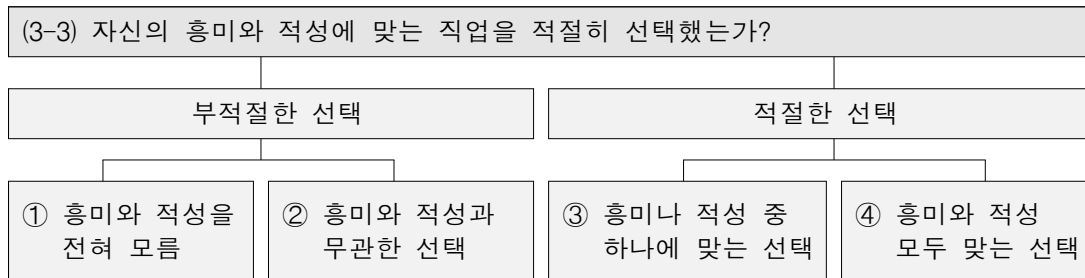 (3-3) 자신의 흥미와 적성에 맞는 직업을 적절히 선택했는가?
부적절한 선택
적절한 선택
① 흥미와 적성을
전혀 모름
② 흥미와 적성과
무관한 선택
③ 흥미나 적성 중
하나에 맞는 선택
④ 흥미와 적성
모두 맞는 선택